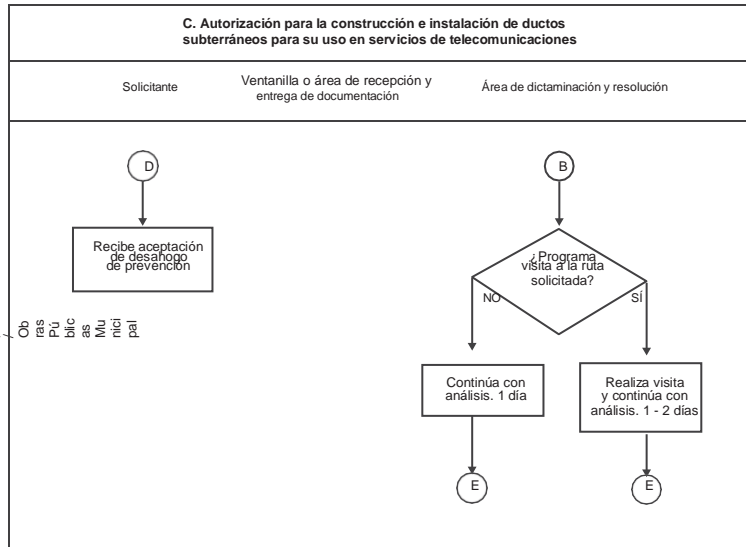 C. Autorización para la construcción e instalación de ductos
subterráneos para su uso en servicios de telecomunicaciones
Solicitante
Ventanilla o área de recepción y
entrega de documentación
Área de dictaminación y resolución
D
B
Recibe aceptación
de desahogo
de prevención
¿Programa
visita a la ruta
solicitada?
NO
SÍ
Ob
ras
Pú
blic
as
Mu
nici
pal
Continúa con
análisis. 1 día
Realiza visita
y continúa con
análisis. 1 - 2 días
E
E